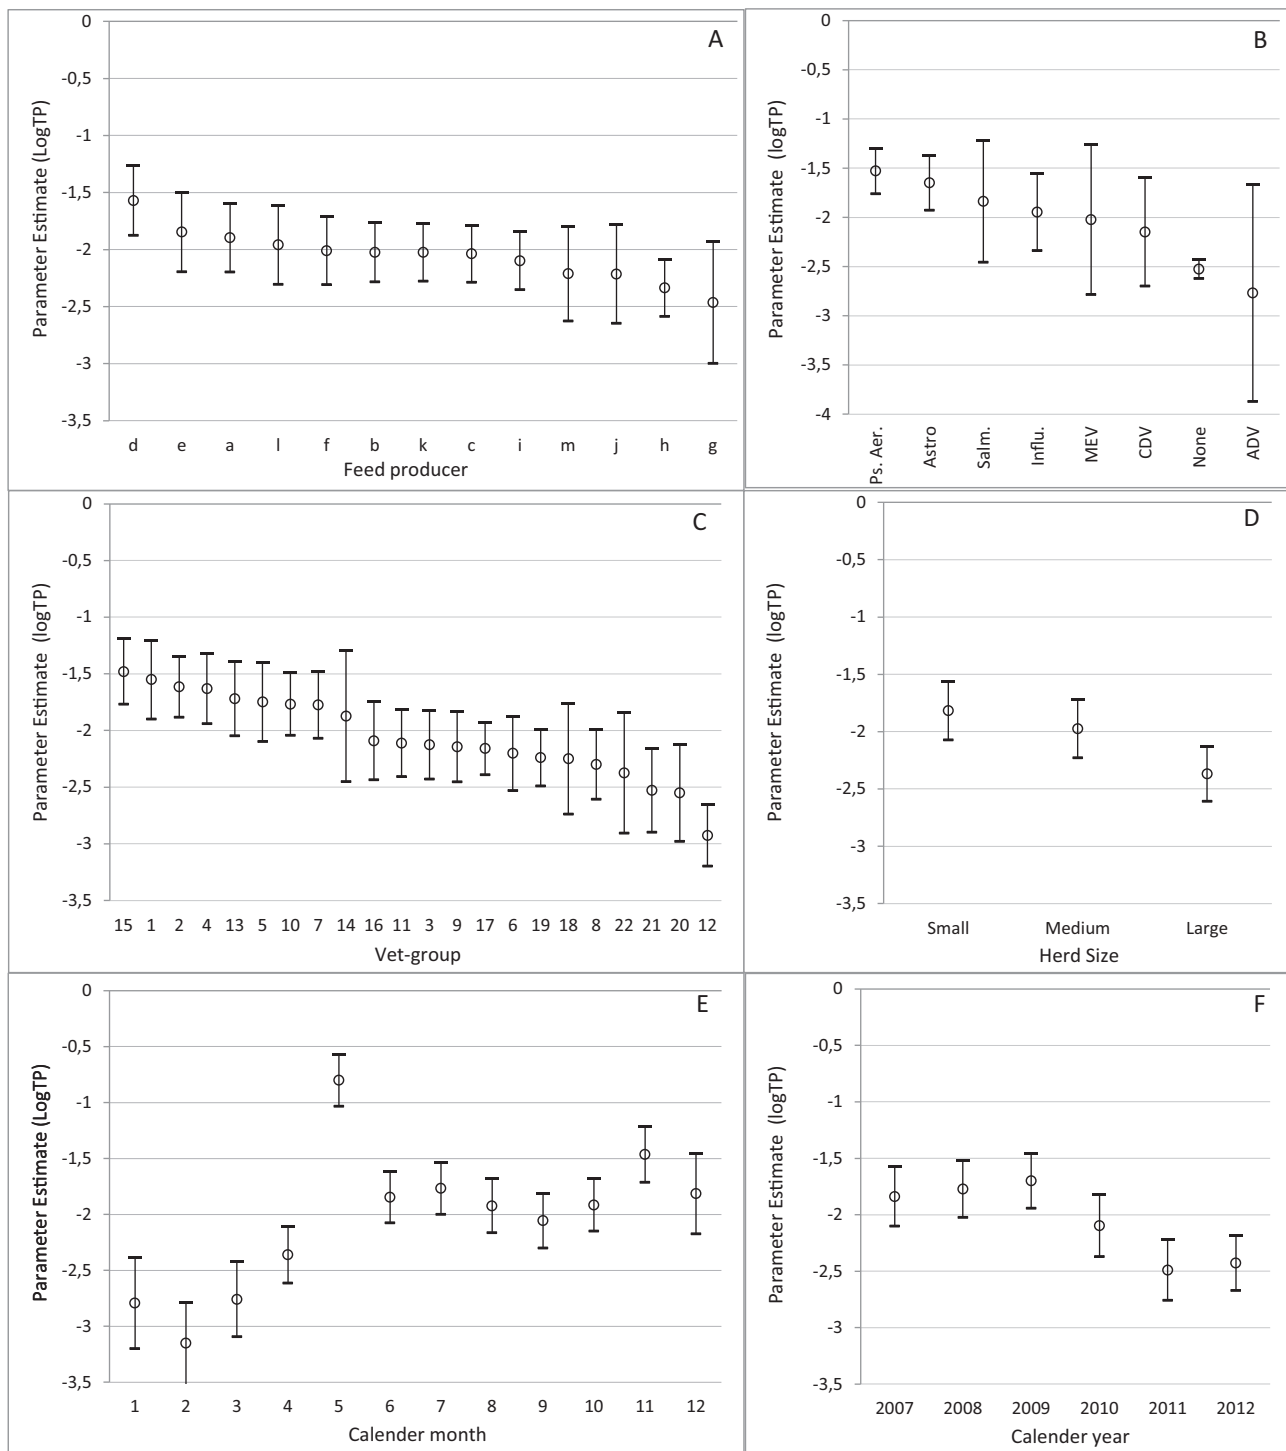 A
Parameter Estimate (LogTP)
0
-0,5
-1
-1,5
-2
-2,5
-3
-3,5
d e a l f b k c i m j h g
Feed producer
B
Parameter Estimate (logTP)
0
-0,5
-1
-1,5
-2
-2,5
-3
-3,5
-4
Ps. Aer.
Astro
Salm.
Influ.
MEV
CDV
None
ADV
C
Parameter Estimate (logTP)
0
-0,5
-1
-1,5
-2
-2,5
-3
-3,5
15 1 2 4 13 5 10 7 14 16 11 3 9 17 6 19 18 8 22 21 20 12
Vet-group
D
Parameter Estimate (logTP)
0
-0,5
-1
-1,5
-2
-2,5
-3
-3,5
Small Medium Large
Herd Size
E
Parameter Estimate (LogTP)
0
-0,5
-1
-1,5
-2
-2,5
-3
-3,5
1 2 3 4 5 6 7 8 9 10 11 12
Calender month
F
Parameter Estimate (logTP)
0
-0,5
-1
-1,5
-2
-2,5
-3
-3,5
2007 2008 2009 2010 2011 2012
Calender year